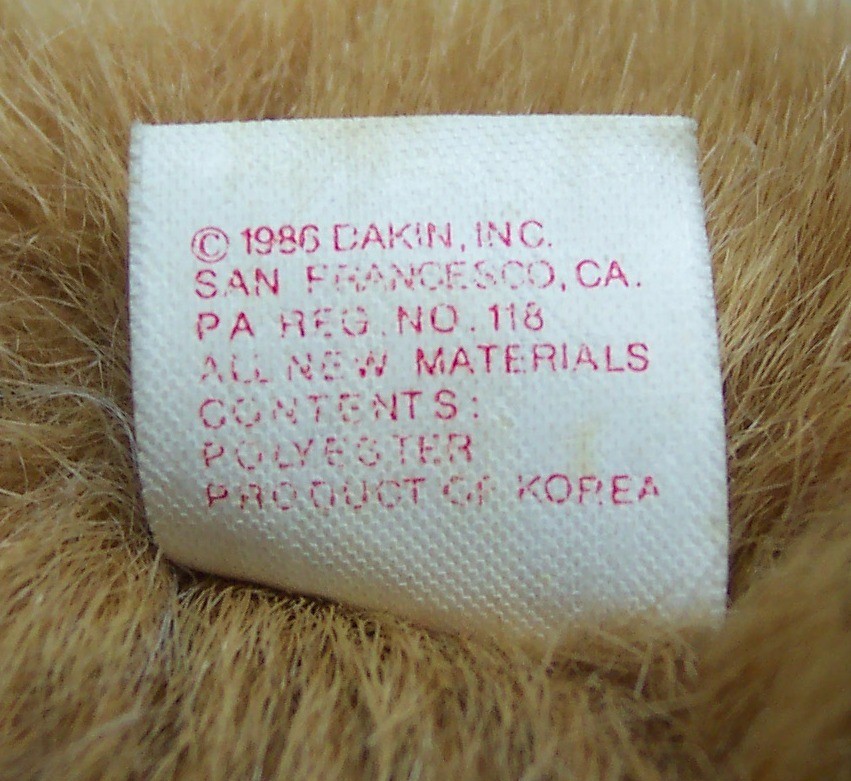 © 1986 DAKIN, INC.
SAN FRANCESCO, CA.
PA REG. NO. 118
ALL NEW MATERIALS
CONTENTS:
POLYESTER
PRODUCT OF KOREA